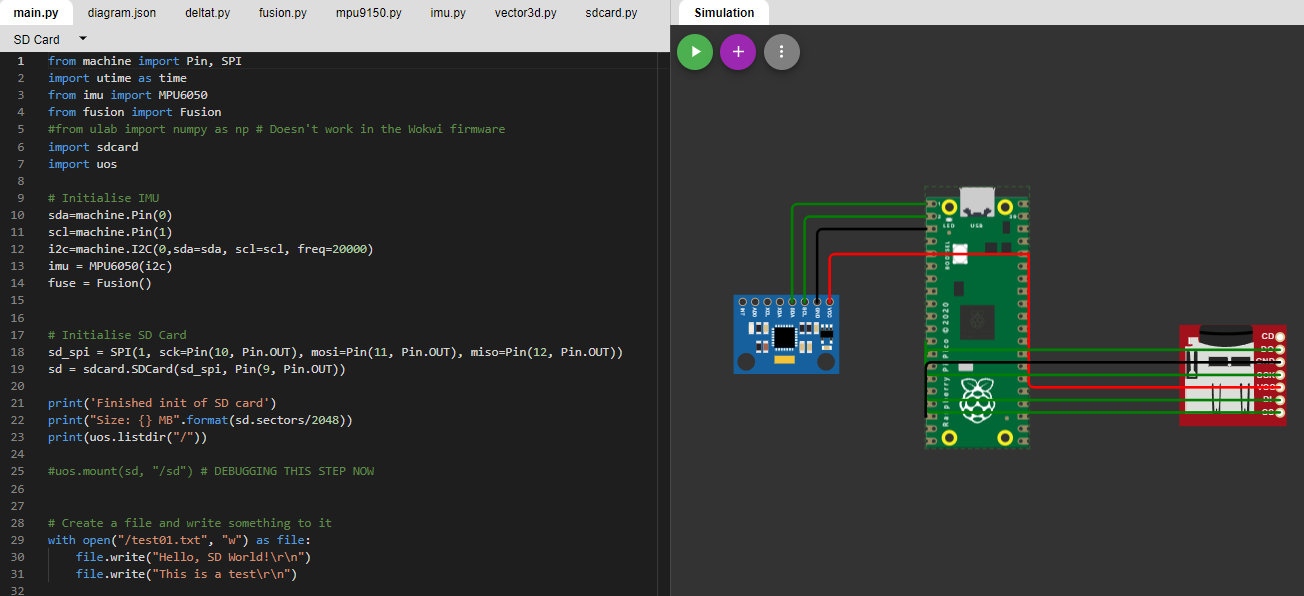 main.py diagram.json deltat.py fusion.py mpu9150.py imu.py vector3d.py sdcard.py
SD Card
1 from machine import Pin, SPI
2 import utime as time
3 from imu import MPU6050
4 from fusion import Fusion
5 #from ulab import numpy as np # Doesn't work in the Wokwi firmware
6 import sdcard
7 import uos
8
9 # Initialise IMU
10 sda=machine.Pin(0)
11 scl=machine.Pin(1)
12 i2c=machine.I2C(0,sda=sda, scl=scl, freq=20000)
13 imu = MPU6050(i2c)
14 fuse = Fusion()
15
16
17 # Initialise SD Card
18 sd_spi = SPI(1, sck=Pin(10, Pin.OUT), mosi=Pin(11, Pin.OUT), miso=Pin(12, Pin.OUT))
19 sd = sdcard.SDCard(sd_spi, Pin(9, Pin.OUT))
20
21 print('Finished init of SD card')
22 print("Size: {} MB".format(sd.sectors/2048))
23 print(uos.listdir("/"))
24
25 #uos.mount(sd, "/sd") # DEBUGGING THIS STEP NOW
26
27
28 # Create a file and write something to it
29 with open("/test01.txt", "w") as file:
30 file.write("Hello, SD World!\r\n")
31 file.write("This is a test\r\n")
32
Simulation
LED
USB
BOOTSEL
Raspberry Pi Pico © 2020
INT
AD0
XCL
XDA
SDA
SCL
GND
VCC
CD